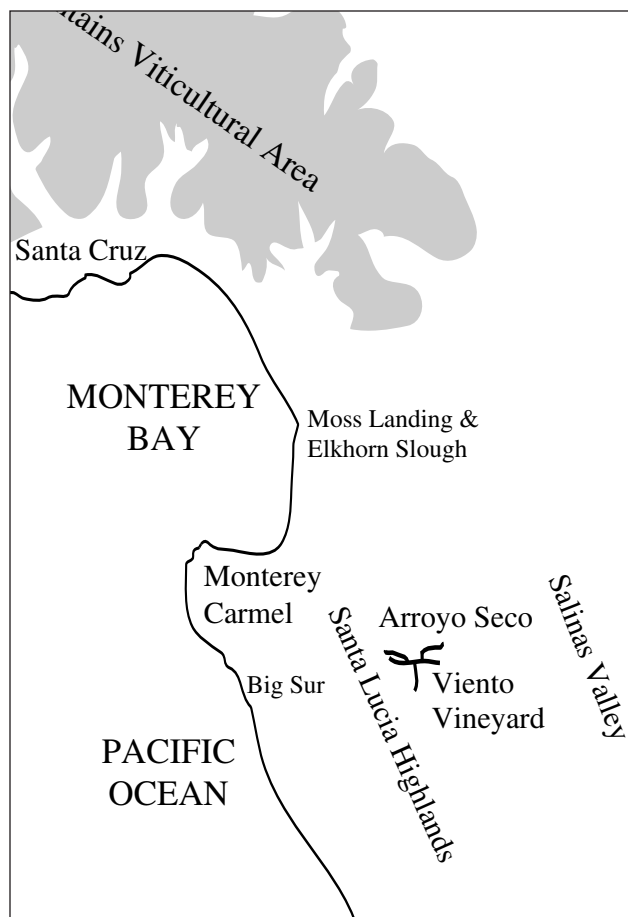 Viticultural Area
Santa Cruz
MONTEREY
BAY
Moss Landing &
Elkhorn Slough
Monterey
Carmel
Arroyo Seco
Santa Lucia Highlands
Salinas Valley
Big Sur
Viento
Vineyard
PACIFIC
OCEAN